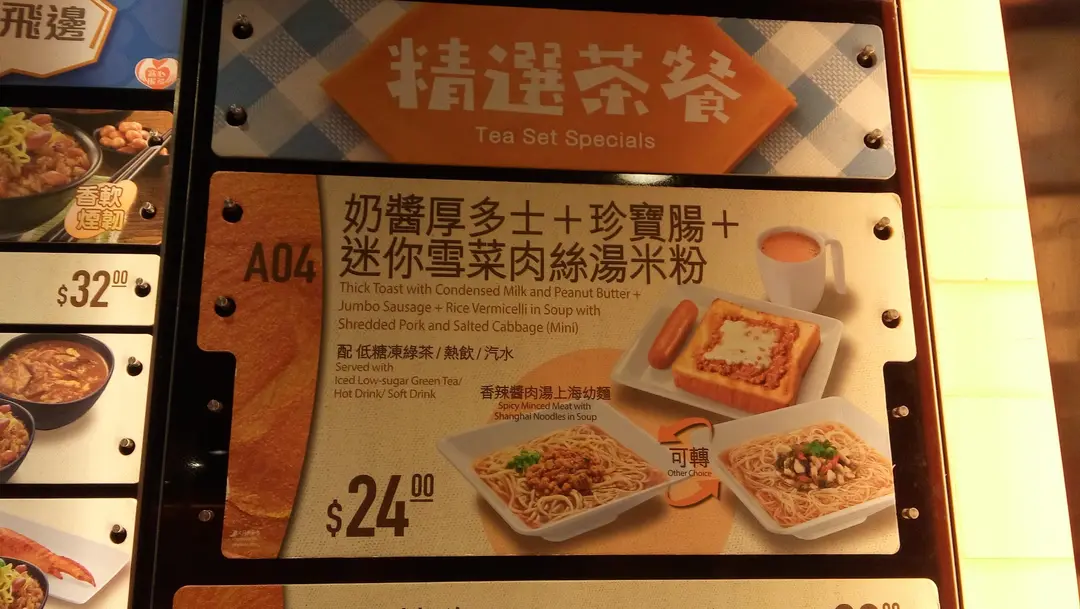 飛邊
精選茶餐
Tea Set Specials
香軟
煙韌
$32.00
A04
奶醬厚多士+珍寶腸+
迷你雪菜肉絲湯米粉
Thick Toast with Condensed Milk and Peanut Butter +
Jumbo Sausage + Rice Vermicelli in Soup with
Shredded Pork and Salted Cabbage (Mini)
配 低糖凍綠茶 / 熱飲 / 汽水
Served with
Iced Low-sugar Green Tea/
Hot Drink/ Soft Drink
香辣醬肉湯上海幼麵
Spicy Minced Meat with
Shanghai Noodles in Soup
可轉
Other Choice
$24.00